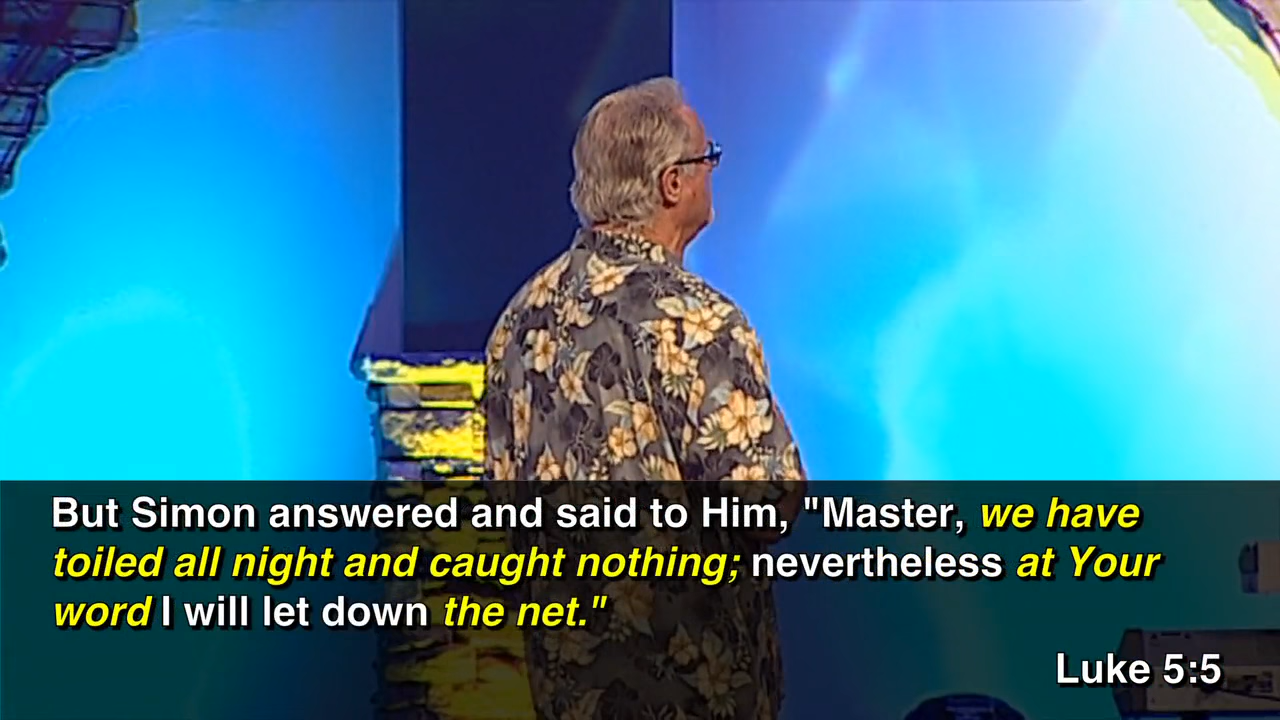 But Simon answered and said to Him, "Master, we have
toiled all night and caught nothing; nevertheless at Your
word I will let down the net."
Luke 5:5